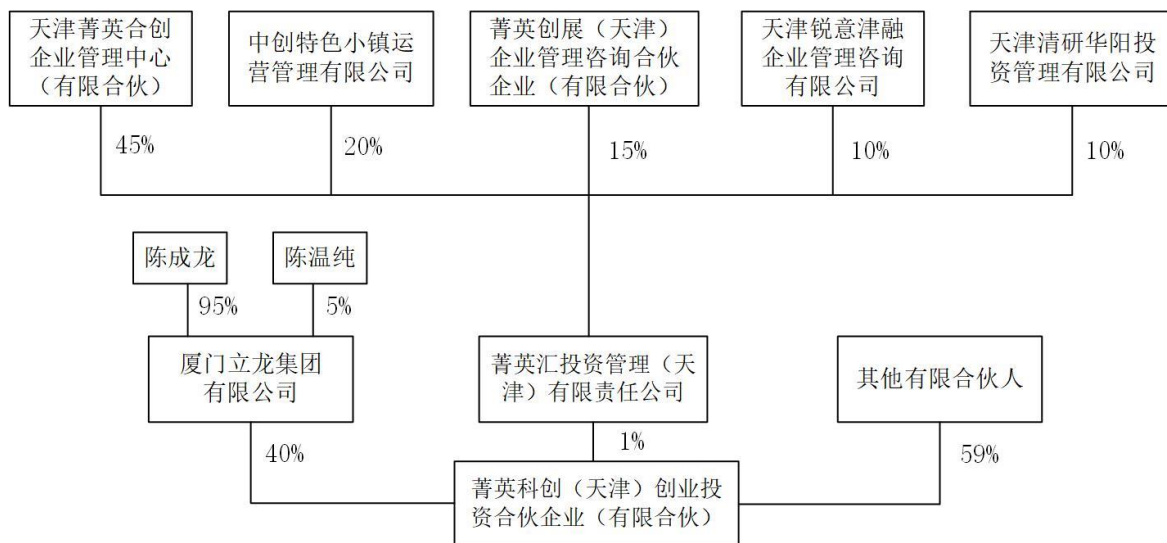 天津菁英合创
企业管理中心
（有限合伙）
中创特色小镇运
营管理有限公司
菁英创展（天津）
企业管理咨询合伙
企业（有限合伙）
天津锐意津融
企业管理咨询
有限公司
天津清研华阳投
资管理有限公司
45%
20%
15%
10%
10%
陈成龙
陈温纯
95%
5%
厦门立龙集团
有限公司
菁英汇投资管理（天
津）有限责任公司
其他有限合伙人
40%
1%
59%
菁英科创（天津）创业投
资合伙企业（有限合伙）